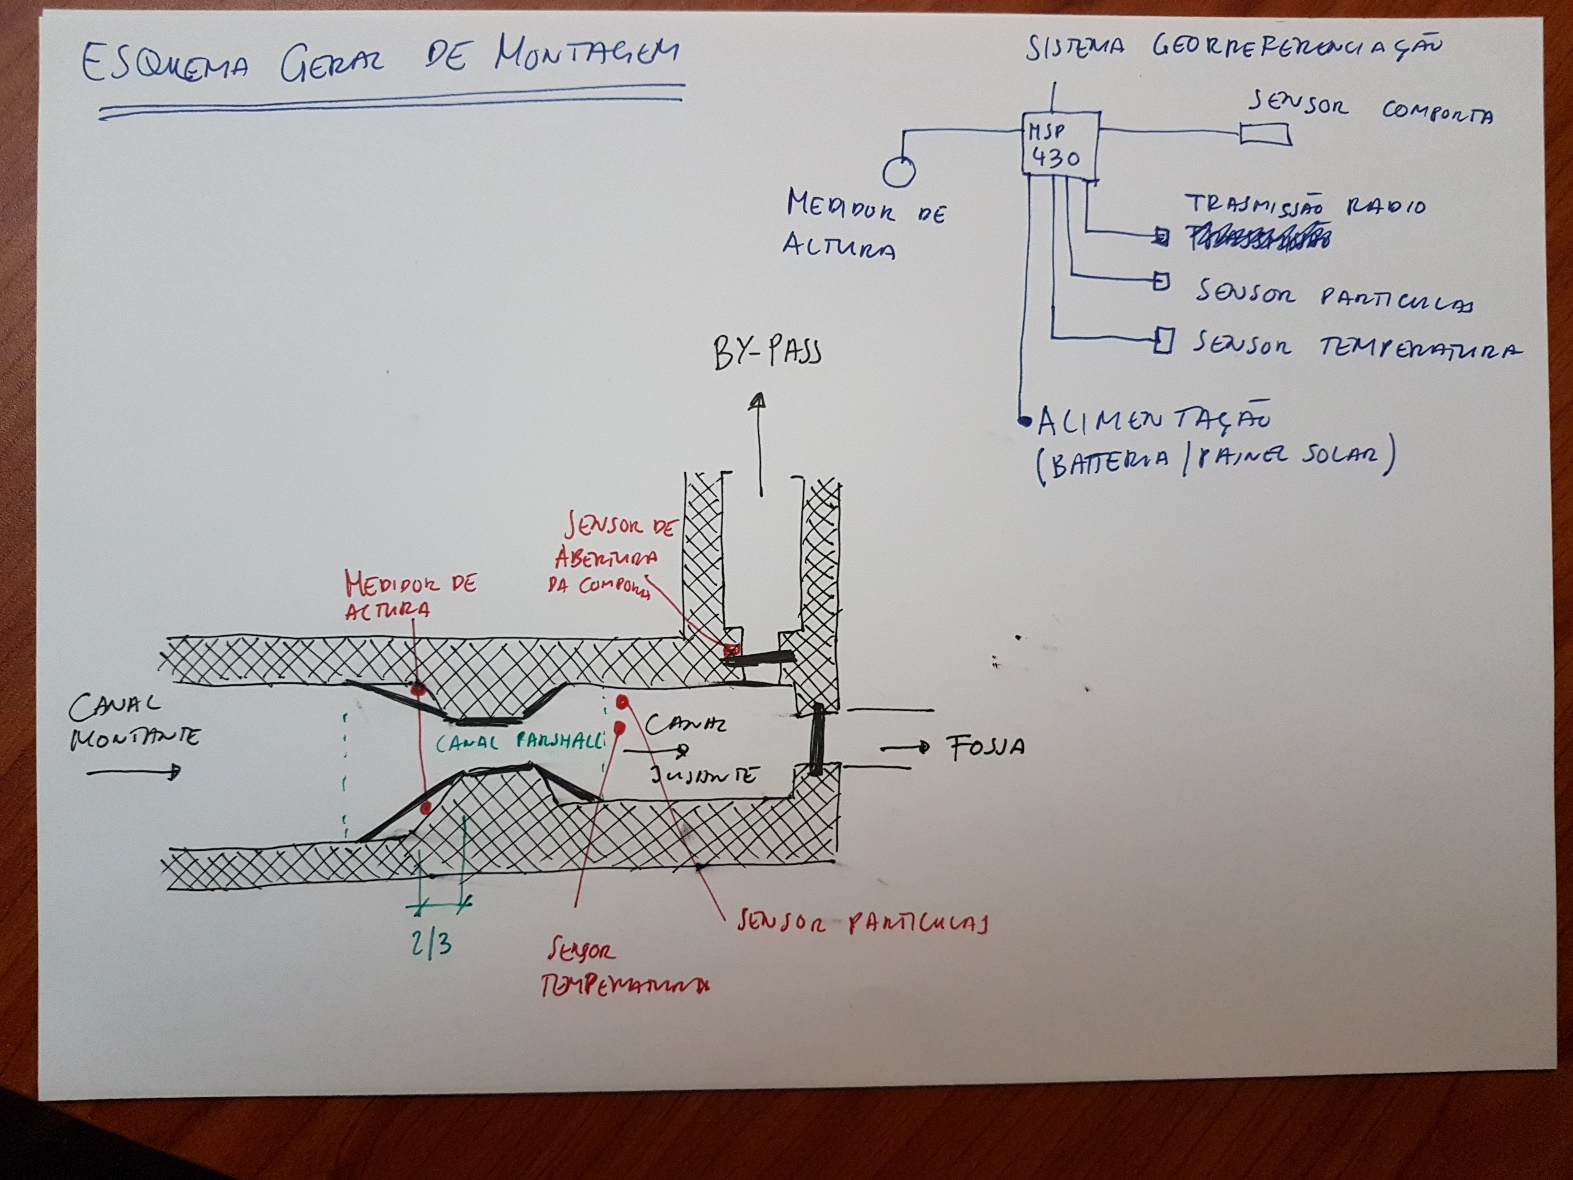 ESQUEMA GERAL DE MONTAGEM
SISTEMA GEORREFERENCIAÇÃO
SENSOR COMPORTA
MSP
430
MEDIDOR DE
ALTURA
TRASMISSÃO RADIO
SENSOR PARTICULAS
SENSOR TEMPERATURA
ALIMENTAÇÃO
(BATTERIA/PAINEL SOLAR)
BY-PASS
SENSOR DE
ABERTURA
DA COMPORTA
MEDIDOR DE
ALTURA
CANAL
MONTANTE
CANAL PARSHALL
CANAL
JUSANTE
FOSSA
2/3
SENSOR
TEMPERATURA
SENSOR PARTICULAS